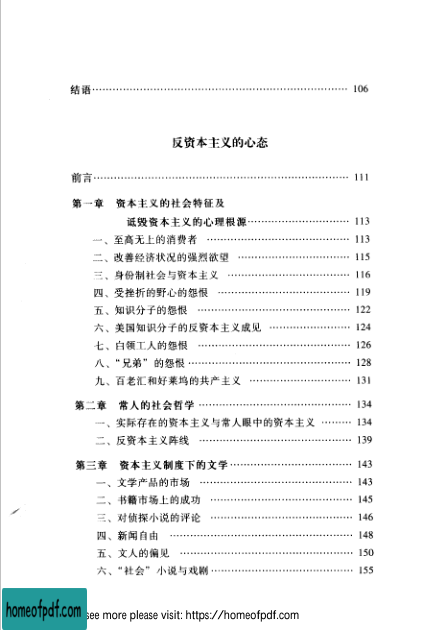 结语 106
反资本主义的心态
前言 111
第一章 资本主义的社会特征及
诋毁资本主义的心理根源 113
一、至高无上的消费者 113
二、改善经济状况的强烈欲望 115
三、身份制社会与资本主义 116
四、受挫折的野心的怨恨 119
五、知识分子的怨恨 122
六、美国知识分子的反资本主义成见 124
七、白领工人的怨恨 126
八、“兄弟”的怨恨 128
九、百老汇和好莱坞的共产主义 131
第二章 常人的社会哲学 134
一、实际存在的资本主义与常人眼中的资本主义 134
二、反资本主义阵线 139
第三章 资本主义制度下的文学 143
一、文学产品的市场 143
二、书籍市场上的成功 145
三、对侦探小说的评论 146
四、新闻自由 148
五、文人的偏见 150
六、“社会”小说与戏剧 155
homeofpdf.com
see more please visit: https://homeofpdf.com